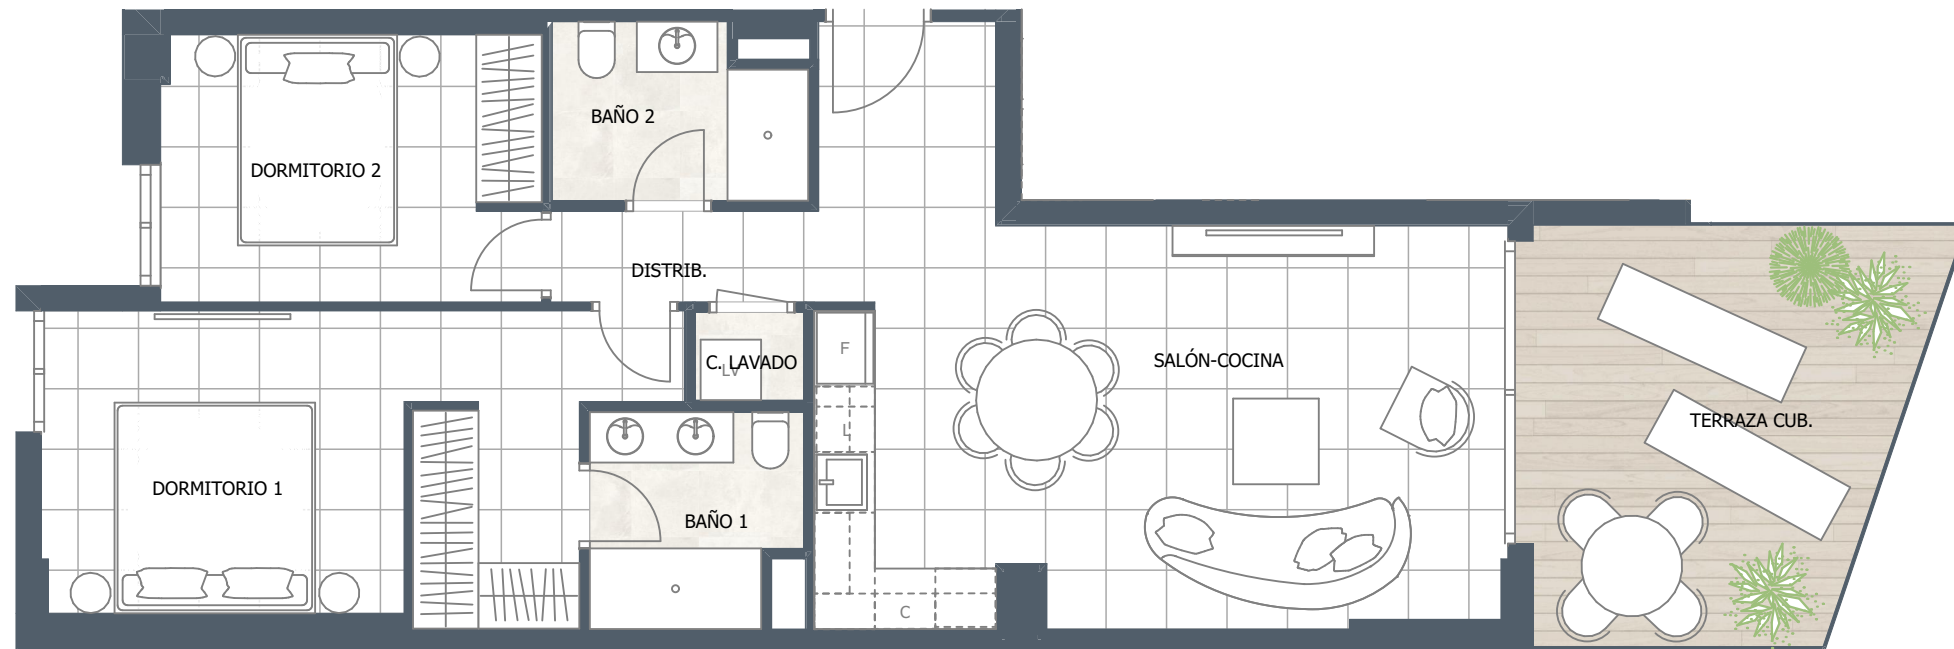 BAÑO 2
DORMITORIO 2
DISTRIB.
F
C. LAVADO
LV
SALÓN-COCINA
TERRAZA CUB.
L
DORMITORIO 1
BAÑO 1
C